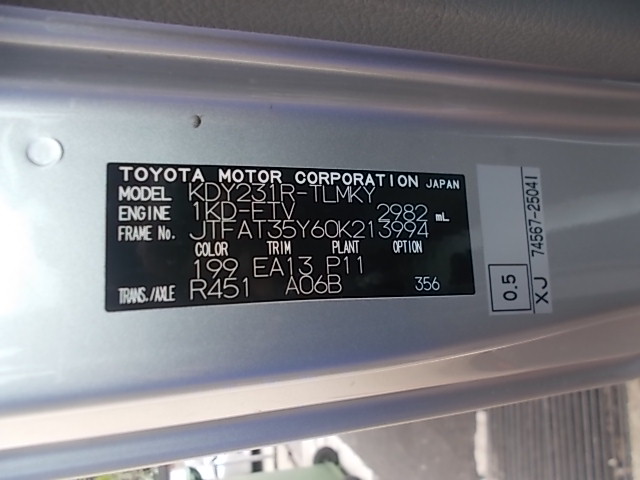 TOYOTA MOTOR CORPORATION JAPAN
MODEL KDY231R-TLMKY
ENGINE 1KD-FTV 2982 mL
FRAME No. JTFAT35Y60K213994
COLOR TRIM PLANT OPTION
199 EA13 P11
TRANS./AXLE R451 A06B 356
0.5
XJ 74567-25041